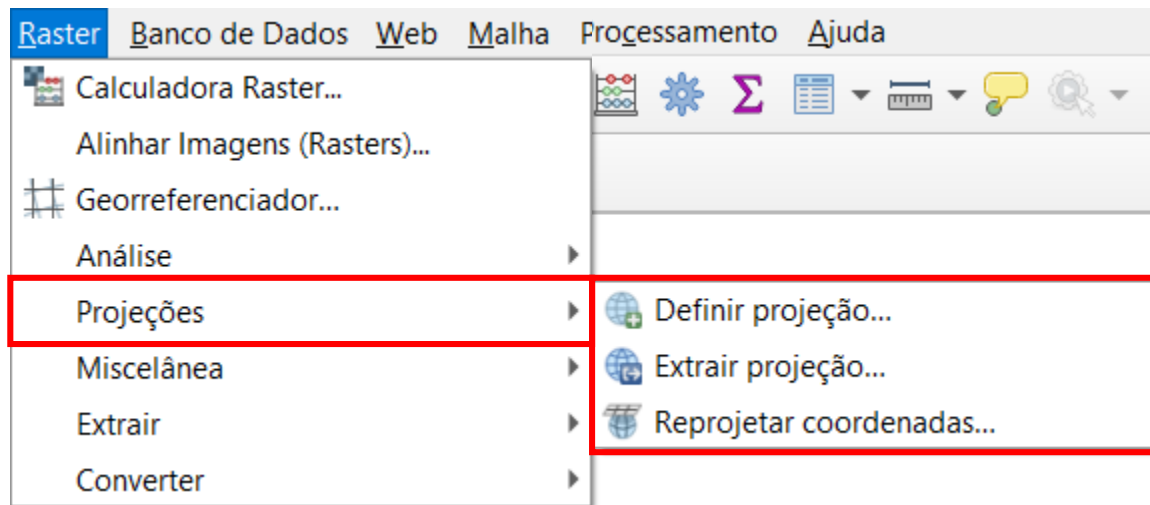 Raster Banco de Dados Web Malha Processamento Ajuda
Calculadora Raster...
Alinhar Imagens (Rasters)...
Georreferenciador...
Análise
Projeções
Definir projeção...
Miscelânea
Extrair projeção...
Extrair
Reprojetar coordenadas...
Converter